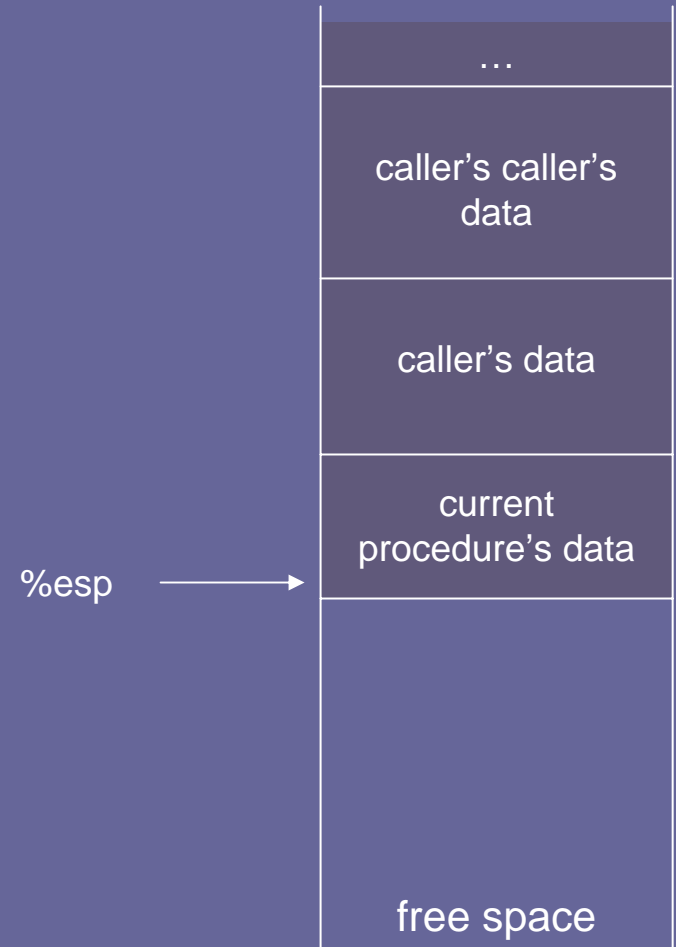 …
caller’s caller’s
data
caller’s data
current
procedure’s data
%esp
free space